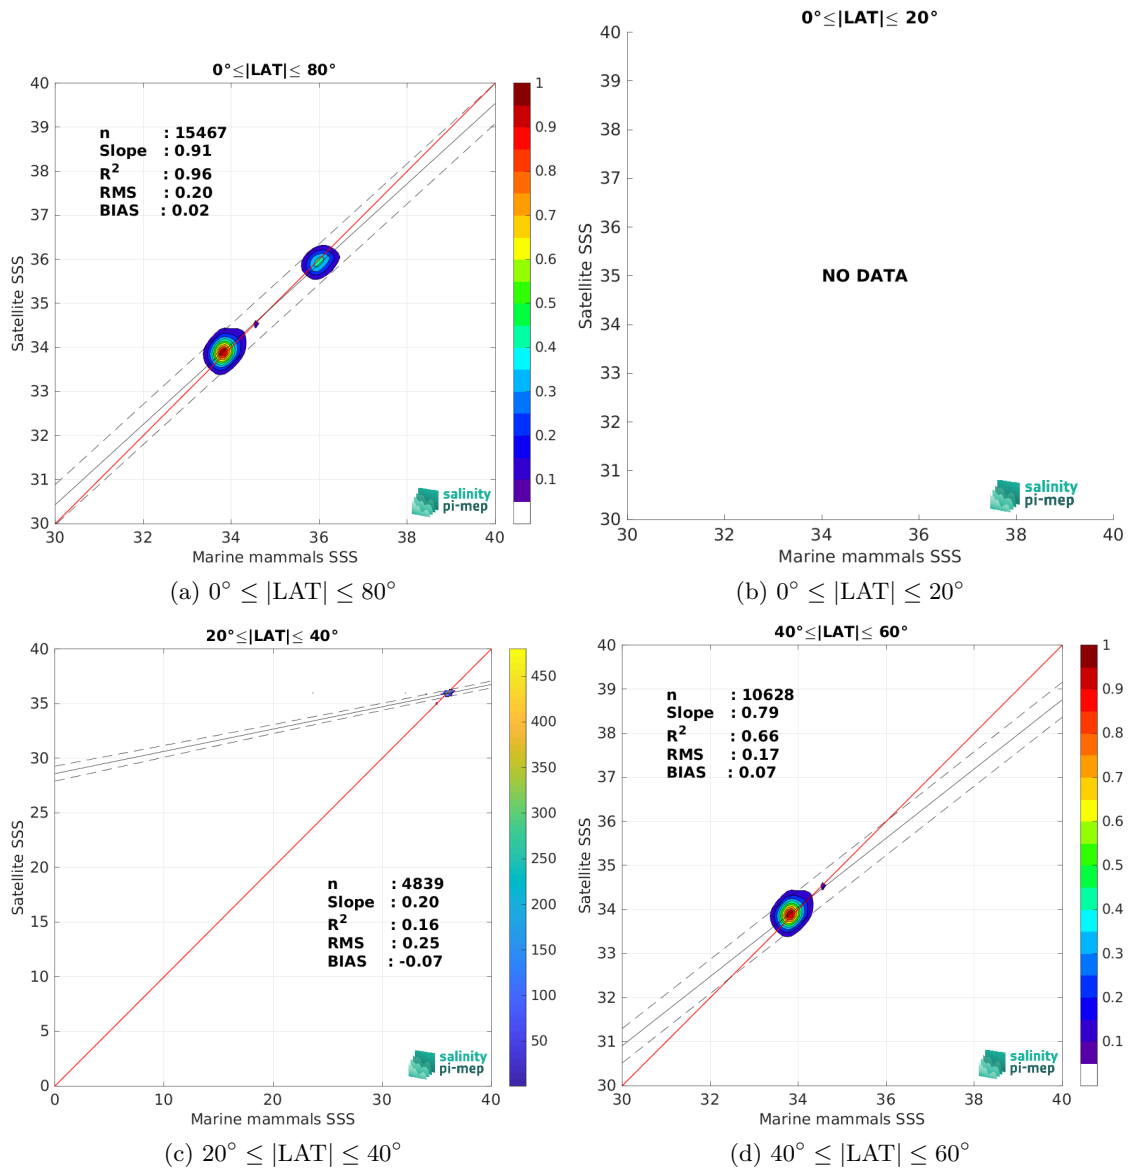 0°≤|LAT|≤ 80°
40
39
38
37
36
35
34
33
32
31
30
Satellite SSS
n : 15467
Slope : 0.91
R² : 0.96
RMS : 0.20
BIAS : 0.02
salinity
pi-mep
30 32 34 36 38 40
Marine mammals SSS
1
0.9
0.8
0.7
0.6
0.5
0.4
0.3
0.2
0.1
(a) 0° ≤ |LAT| ≤ 80°
0°≤|LAT|≤ 20°
40
39
38
37
36
35
34
33
32
31
30
Satellite SSS
NO DATA
salinity
pi-mep
30 32 34 36 38 40
Marine mammals SSS
(b) 0° ≤ |LAT| ≤ 20°
20°≤|LAT|≤ 40°
40
35
30
25
20
15
10
5
0
Satellite SSS
n : 4839
Slope : 0.20
R² : 0.16
RMS : 0.25
BIAS : -0.07
salinity
pi-mep
0 10 20 30 40
Marine mammals SSS
450
400
350
300
250
200
150
100
50
(c) 20° ≤ |LAT| ≤ 40°
40°≤|LAT|≤ 60°
40
39
38
37
36
35
34
33
32
31
30
Satellite SSS
n : 10628
Slope : 0.79
R² : 0.66
RMS : 0.17
BIAS : 0.07
salinity
pi-mep
30 32 34 36 38 40
Marine mammals SSS
1
0.9
0.8
0.7
0.6
0.5
0.4
0.3
0.2
0.1
(d) 40° ≤ |LAT| ≤ 60°